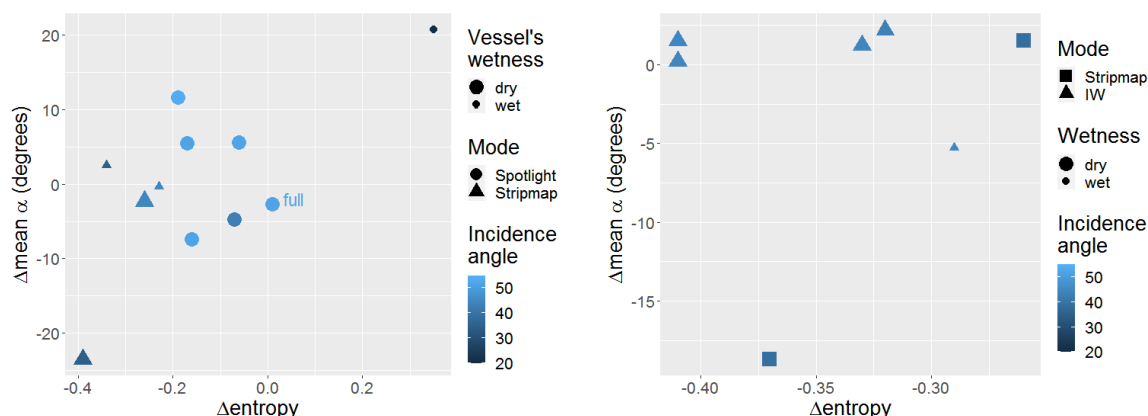 20
10
0
-10
-20
Δmean α (degrees)
-0.4
-0.2
0.0
0.2
Δentropy
full
Vessel's
wetness
dry
wet
Mode
Spotlight
Stripmap
Incidence
angle
50
40
30
20
0
-5
-10
-15
Δmean α (degrees)
-0.40
-0.35
-0.30
Δentropy
Mode
Stripmap
IW
Wetness
dry
wet
Incidence
angle
50
40
30
20